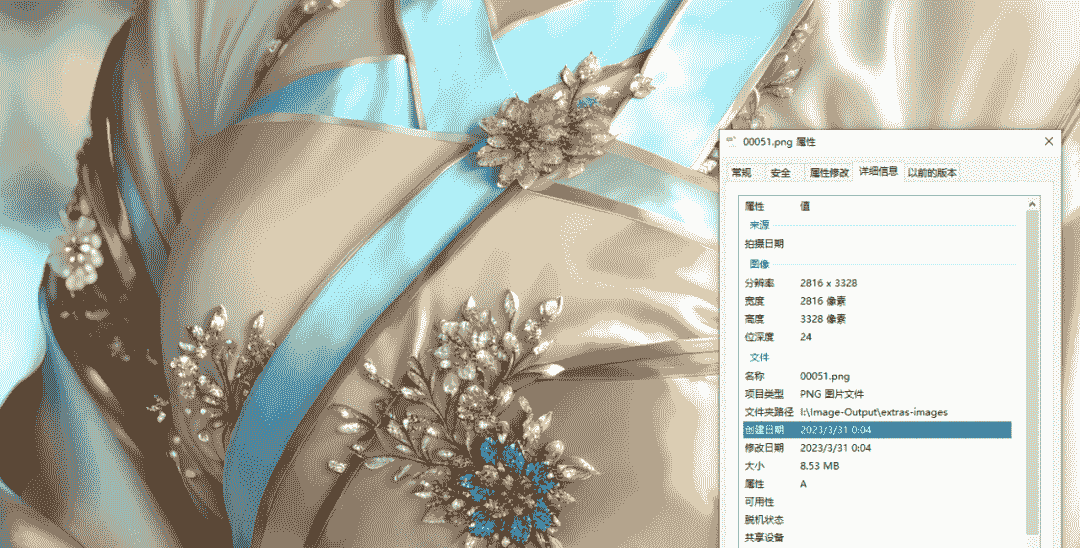 00051.png 属性
常规 安全 属性修改 详细信息 以前的版本
属性 值
来源
拍摄日期
图像
分辨率 2816 x 3328
宽度 2816 像素
高度 3328 像素
位深度 24
文件
名称 00051.png
项目类型 PNG 图片文件
文件夹路径 I:\Image-Output\extras-images
创建日期 2023/3/31 0:04
修改日期 2023/3/31 0:04
大小 8.53 MB
属性 A
可用性
脱机状态
共享设备